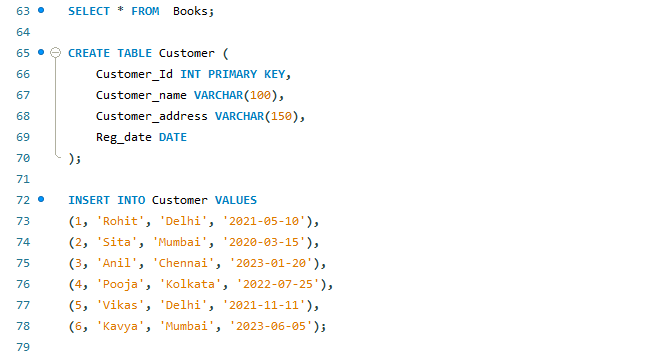 63 SELECT * FROM  Books;
64
65 CREATE TABLE Customer (
66     Customer_Id INT PRIMARY KEY,
67     Customer_name VARCHAR(100),
68     Customer_address VARCHAR(150),
69     Reg_date DATE
70 );
71
72 INSERT INTO Customer VALUES
73 (1, 'Rohit', 'Delhi', '2021-05-10'),
74 (2, 'Sita', 'Mumbai', '2020-03-15'),
75 (3, 'Anil', 'Chennai', '2023-01-20'),
76 (4, 'Pooja', 'Kolkata', '2022-07-25'),
77 (5, 'Vikas', 'Delhi', '2021-11-11'),
78 (6, 'Kavya', 'Mumbai', '2023-06-05');
79